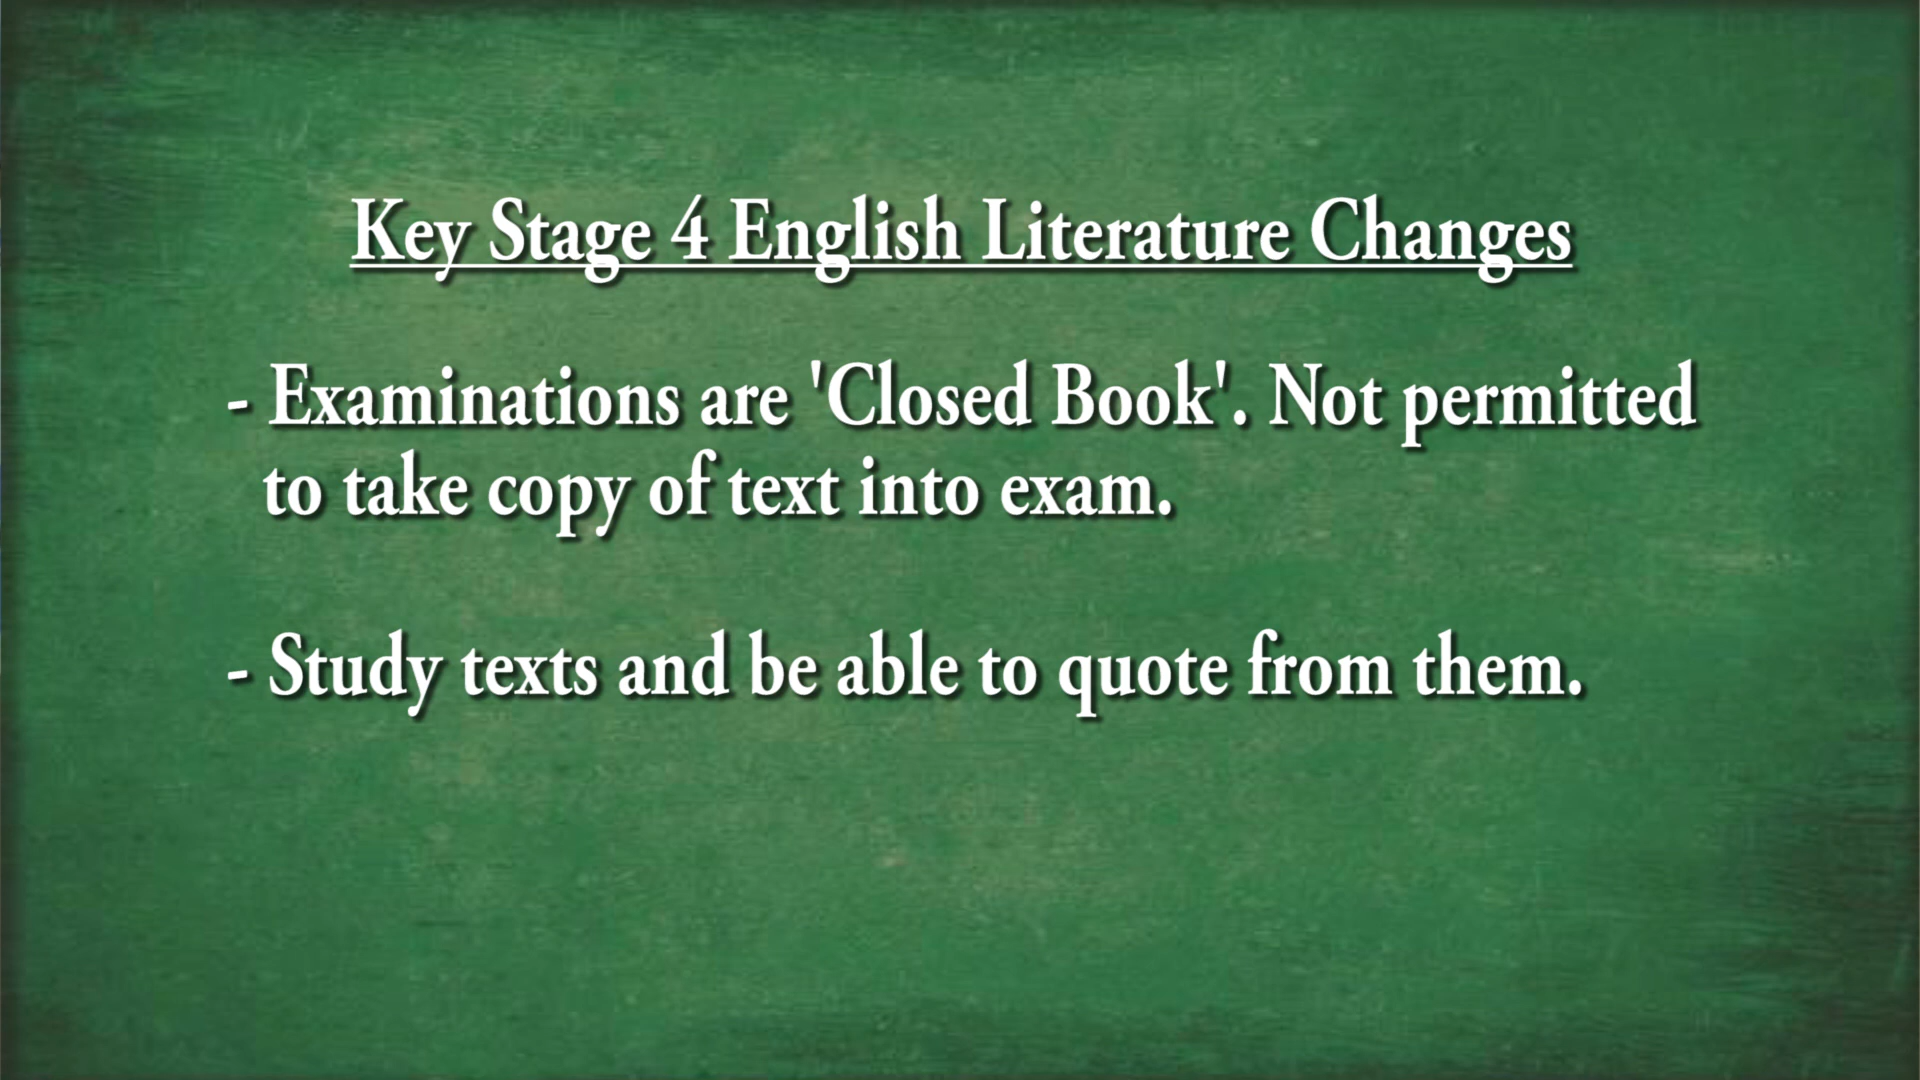 Key Stage 4 English Literature Changes
- Examinations are 'Closed Book'. Not permitted
to take copy of text into exam.
- Study texts and be able to quote from them.